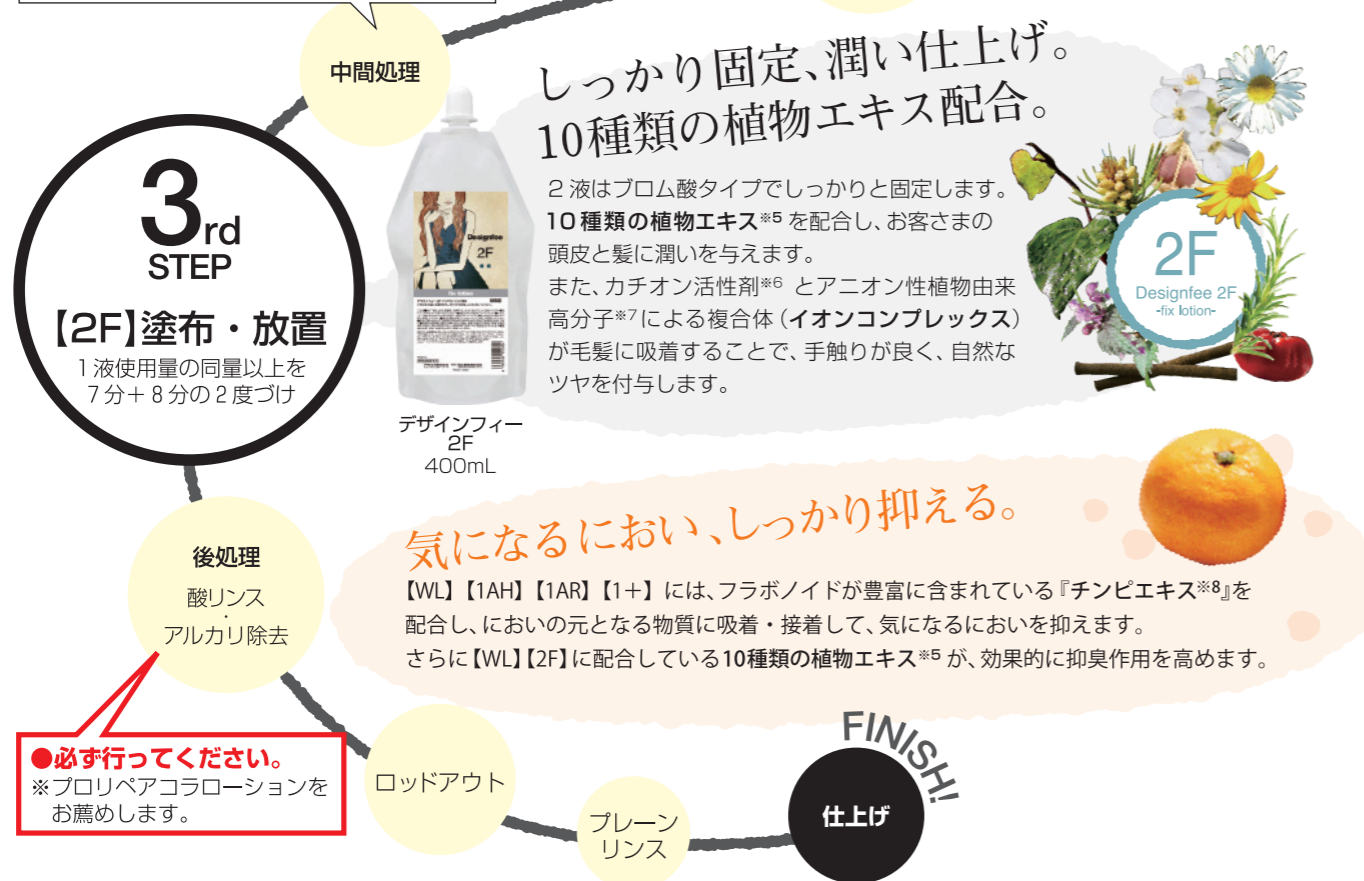 中間処理
しっかり固定、潤い仕上げ。
10種類の植物エキス配合。
2液はブロム酸タイプでしっかりと固定します。
10種類の植物エキス※5 を配合し、お客さまの
頭皮と髪に潤いを与えます。
また、カチオン活性剤※6 とアニオン性植物由来
高分子※7による複合体（イオンコンプレックス）
が毛髪に吸着することで、手触りが良く、自然な
ツヤを付与します。
2F
Designfee 2F
-fix lotion-
3rd
STEP
【2F】塗布・放置
1液使用量の同量以上を
7分＋8分の2度づけ
Designfee
2F
fix lotion
デザインフィー
2F
400mL
気になるにおい、しっかり抑える。
【WL】【1AH】【1AR】【1+】には、フラボノイドが豊富に含まれている『チンピエキス※8』を
配合し、においの元となる物質に吸着・接着して、気になるにおいを抑えます。
さらに【WL】【2F】に配合している10種類の植物エキス※5 が、効果的に抑臭作用を高めます。
後処理
酸リンス
・
アルカリ除去
●必ず行ってください。
※プロリペアコラローションを
お薦めします。
ロッドアウト
プレーン
リンス
FINISH!
仕上げ